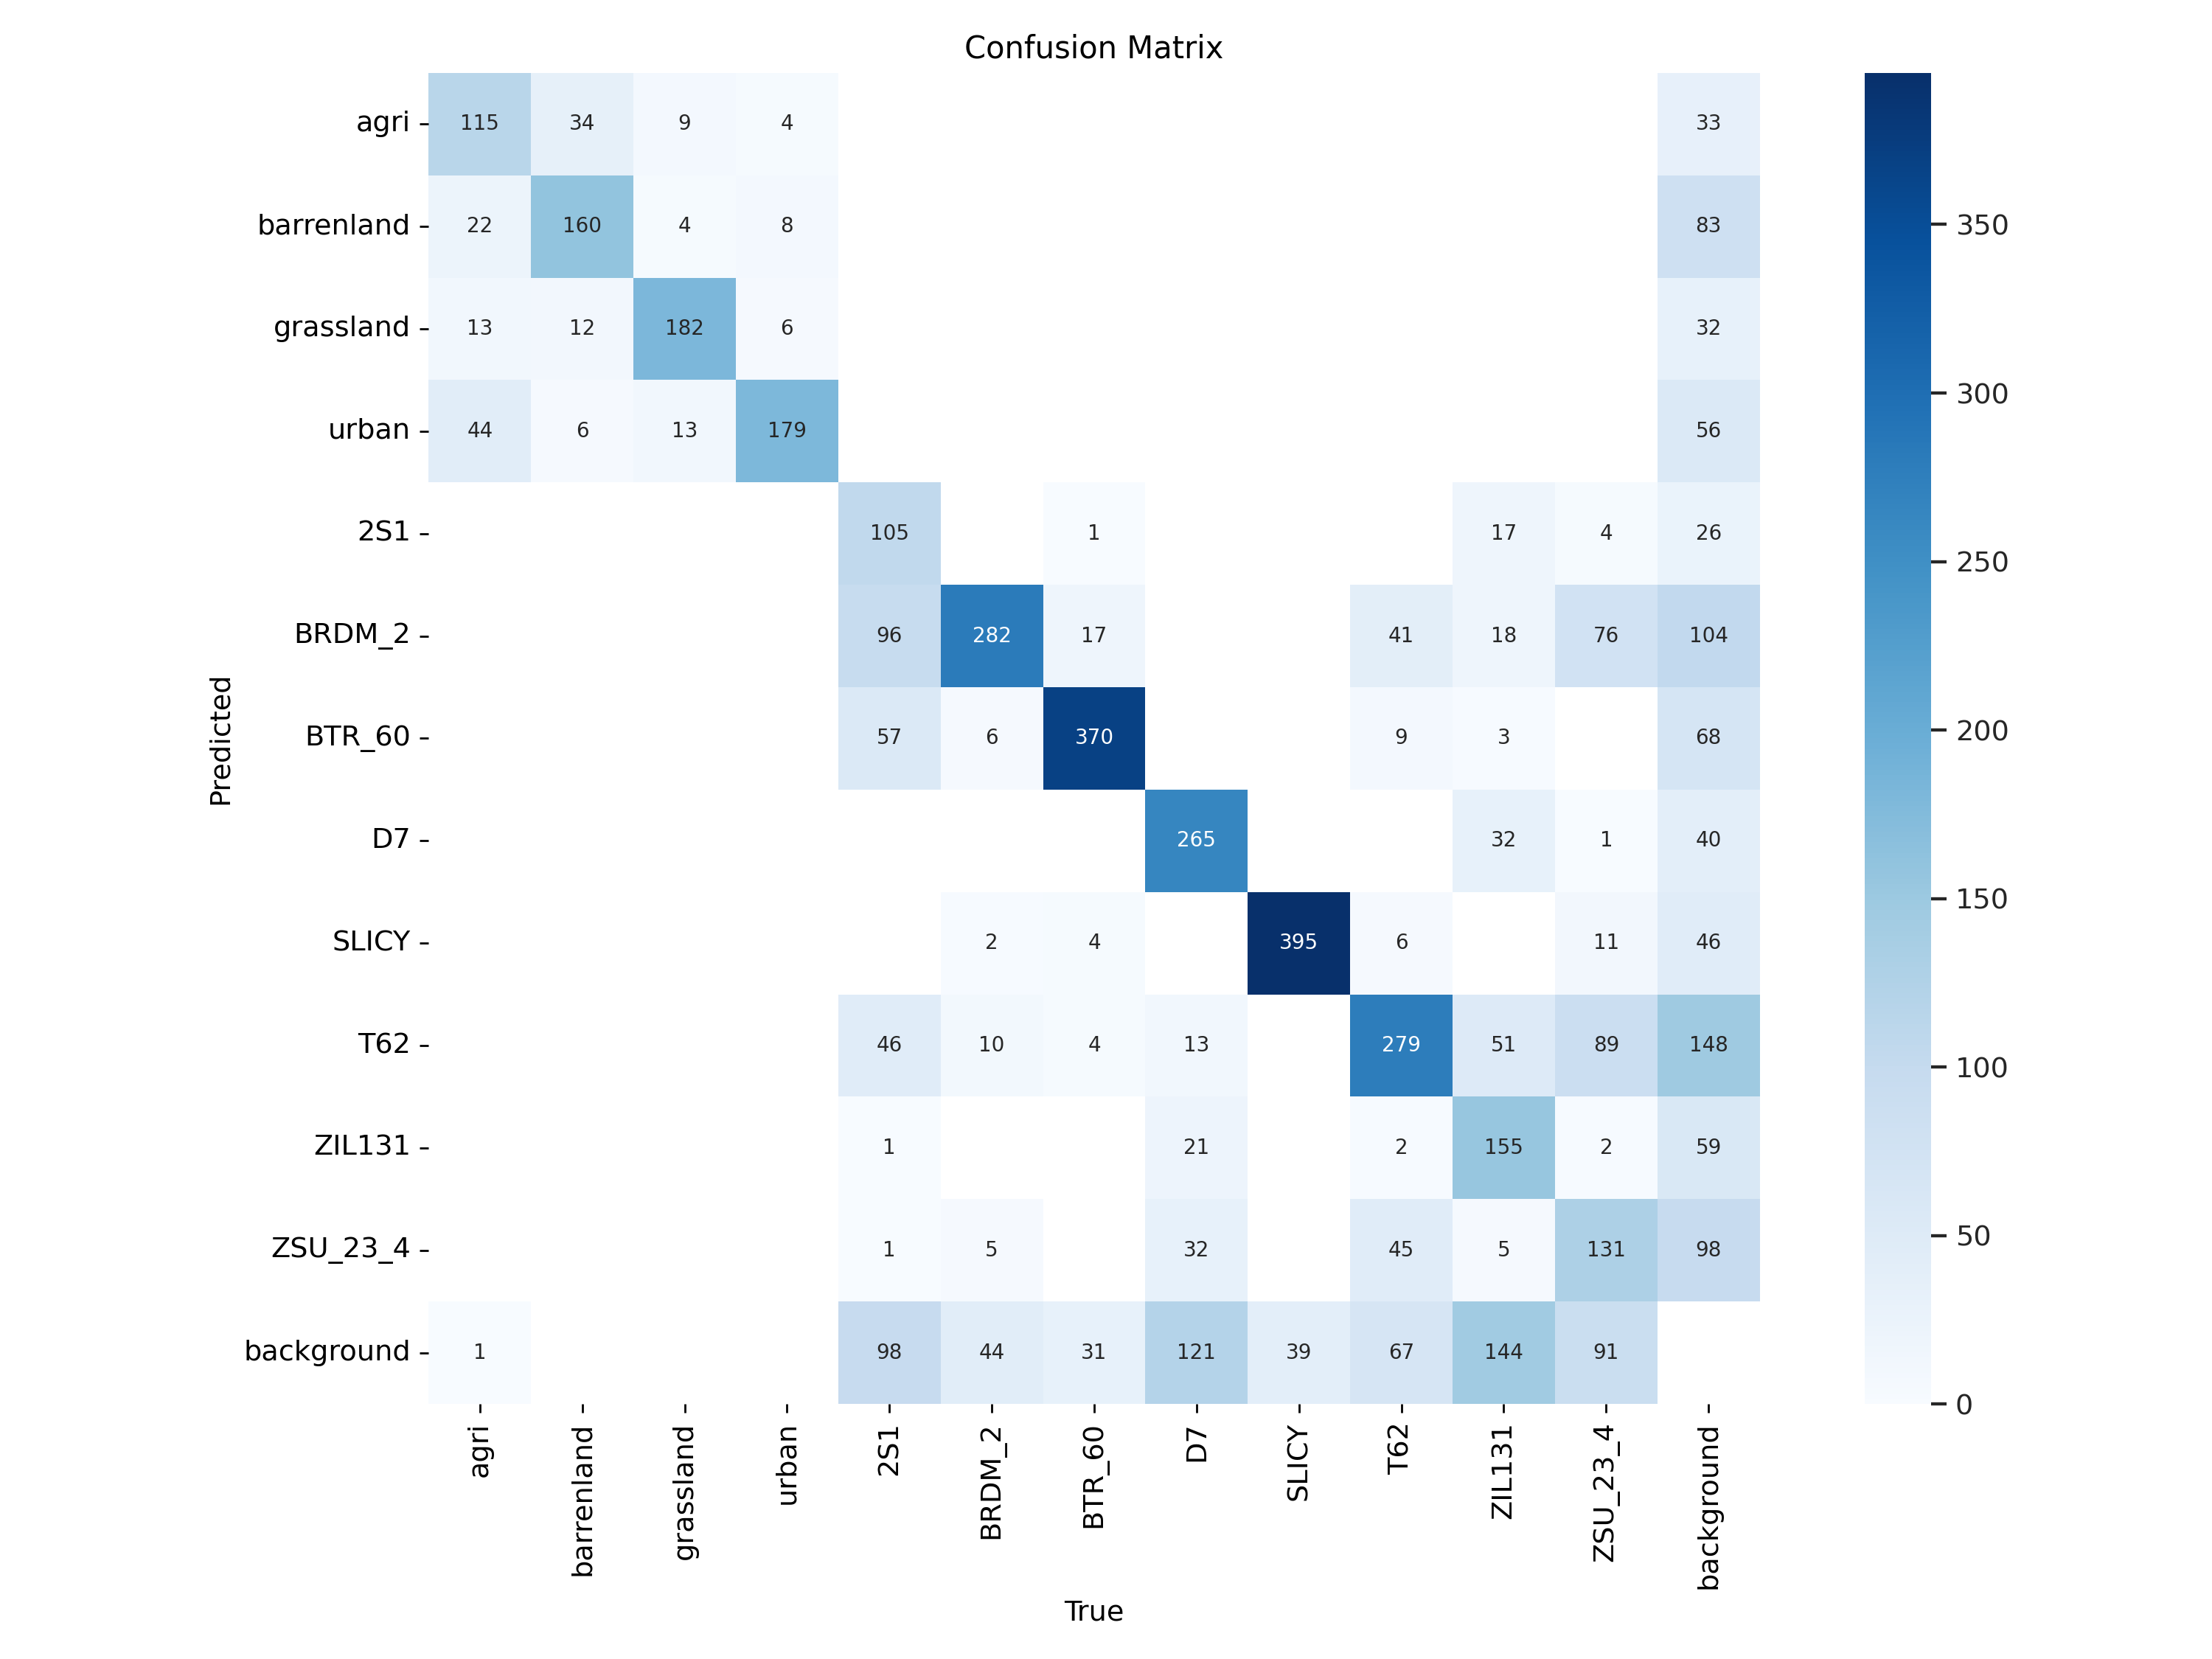 Confusion Matrix
agri 115 34 9 4 33
barrenland 22 160 4 8 83
grassland 13 12 182 6 32
urban 44 6 13 179 56
2S1 105 1 17 4 26
BRDM_2 96 282 17 41 18 76 104
BTR_60 57 6 370 9 3 68
D7 265 32 1 40
SLICY 2 4 395 6 11 46
T62 46 10 4 13 279 51 89 148
ZIL131 1 21 2 155 2 59
ZSU_23_4 1 5 32 45 5 131 98
background 1 98 44 31 121 39 67 144 91
agri barrenland grassland urban 2S1 BRDM_2 BTR_60 D7 SLICY T62 ZIL131 ZSU_23_4 background
True
Predicted
350
300
250
200
150
100
50
0